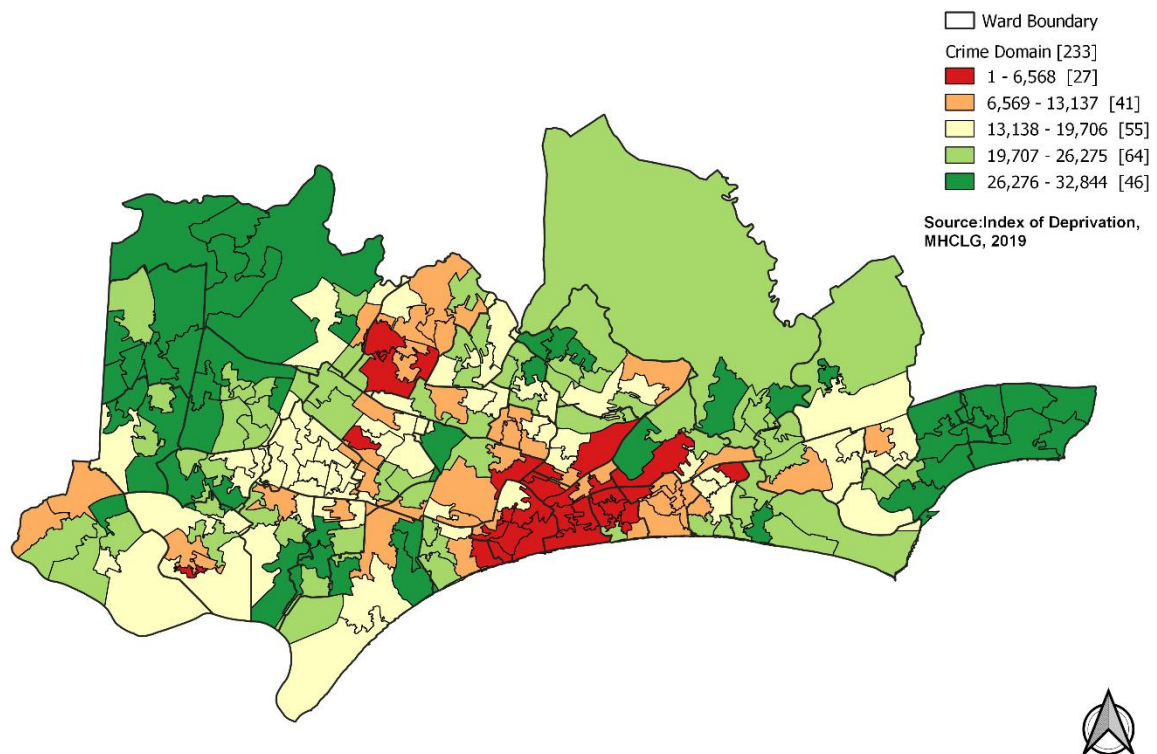 Ward Boundary
Crime Domain [233]
1 - 6,568 [27]
6,569 - 13,137 [41]
13,138 - 19,706 [55]
19,707 - 26,275 [64]
26,276 - 32,844 [46]
Source:Index of Deprivation,
MHCLG, 2019